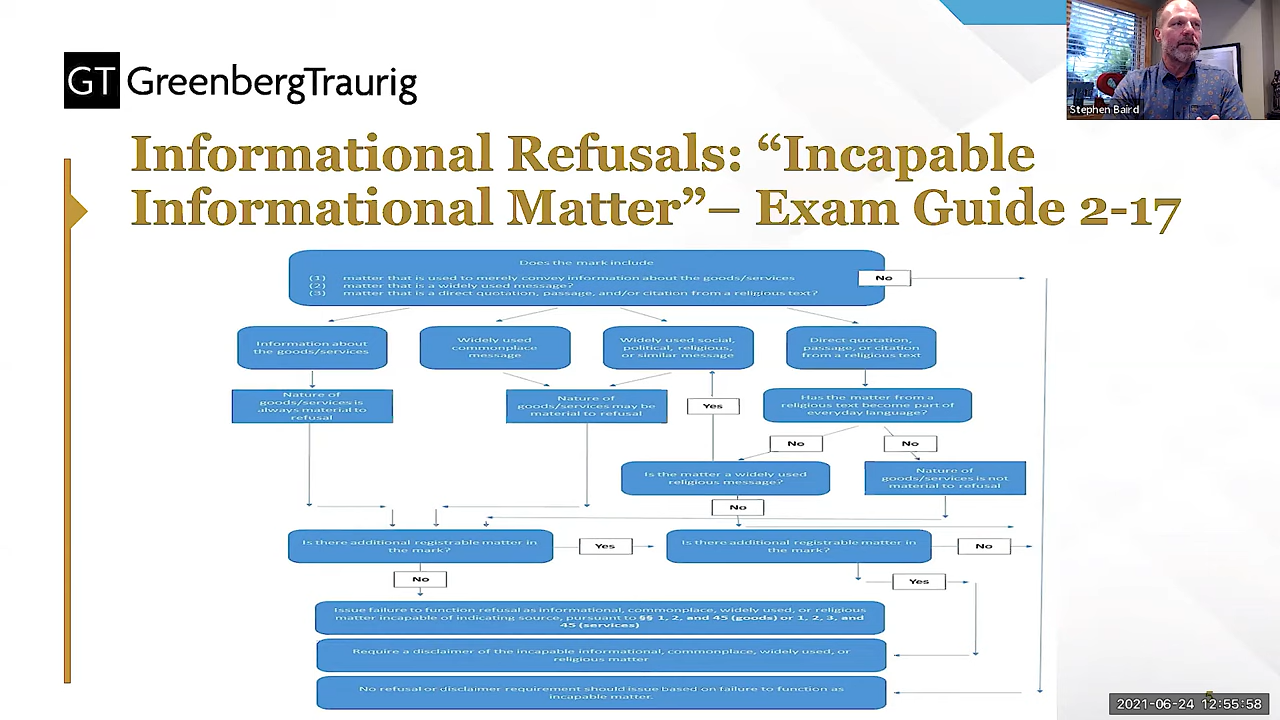 GT GreenbergTraurig
Stephen Baird
Informational Refusals: “Incapable
Informational Matter”– Exam Guide 2-17
Does the mark include
(1) matter that is used to merely convey information about the goods/services
(2) matter that is a widely used message?
(3) matter that is a direct quotation, passage, and/or citation from a religious text?
No
Information about
the goods/services
Widely used
commonplace
message
Widely used social,
political, religious,
or similar message
Direct quotation,
passage, or citation
from a religious text
Nature of
goods/services is
always material to
refusal
Nature of
goods/services may be
material to refusal
Yes
Has the matter from a
religious text become part of
everyday language?
No
No
Is the matter a widely used
religious message?
Nature of
goods/services is not
material to refusal
No
Is there additional registrable matter in
the mark?
Yes
Is there additional registrable matter in
the mark?
No
No
Yes
Issue failure to function refusal as informational, commonplace, widely used, or religious
matter incapable of indicating source, pursuant to §§ 1, 2, and 45 (goods) or 1, 2, 3, and
45 (services)
Require a disclaimer of the incapable informational, commonplace, widely used, or
religious matter
No refusal or disclaimer requirement should issue based on failure to function as
incapable matter.
2021-06-24 12:55:58